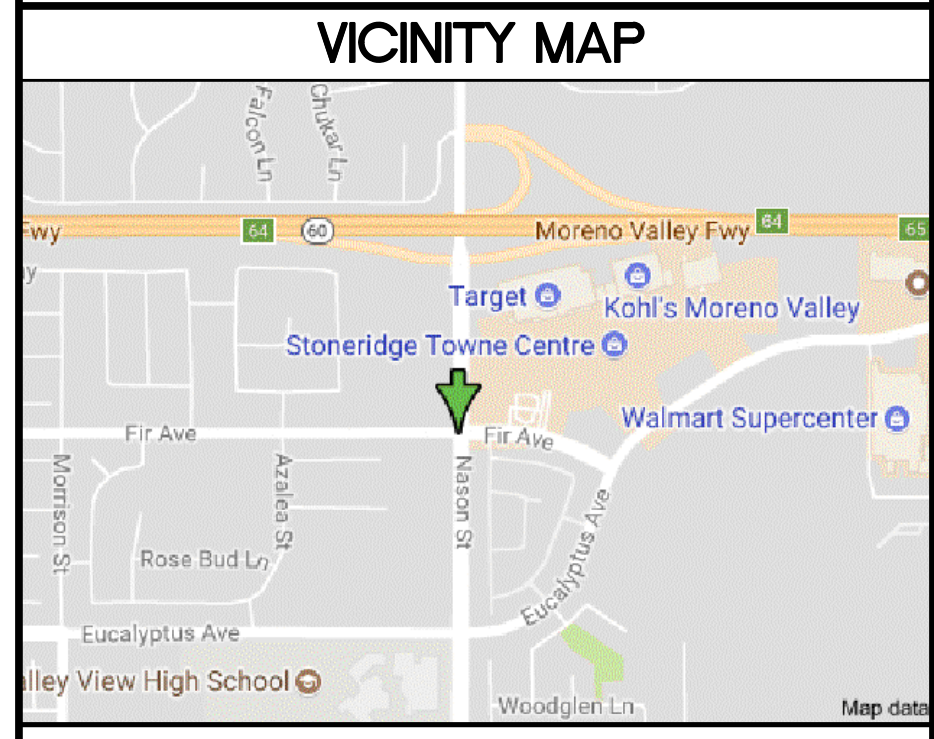 VICINITY MAP
Falcon Ln
Chukar Ln
Fwy
64
60
Moreno Valley Fwy
64
65
y
Target
Kohl's Moreno Valley
Stoneridge Towne Centre
Walmart Supercenter
Fir Ave
Fir Ave
Morrison St
Azalea St
Nason St
Eucalyptus Ave
Rose Bud Ln
Eucalyptus Ave
alley View High School
Woodglen Ln
Map data